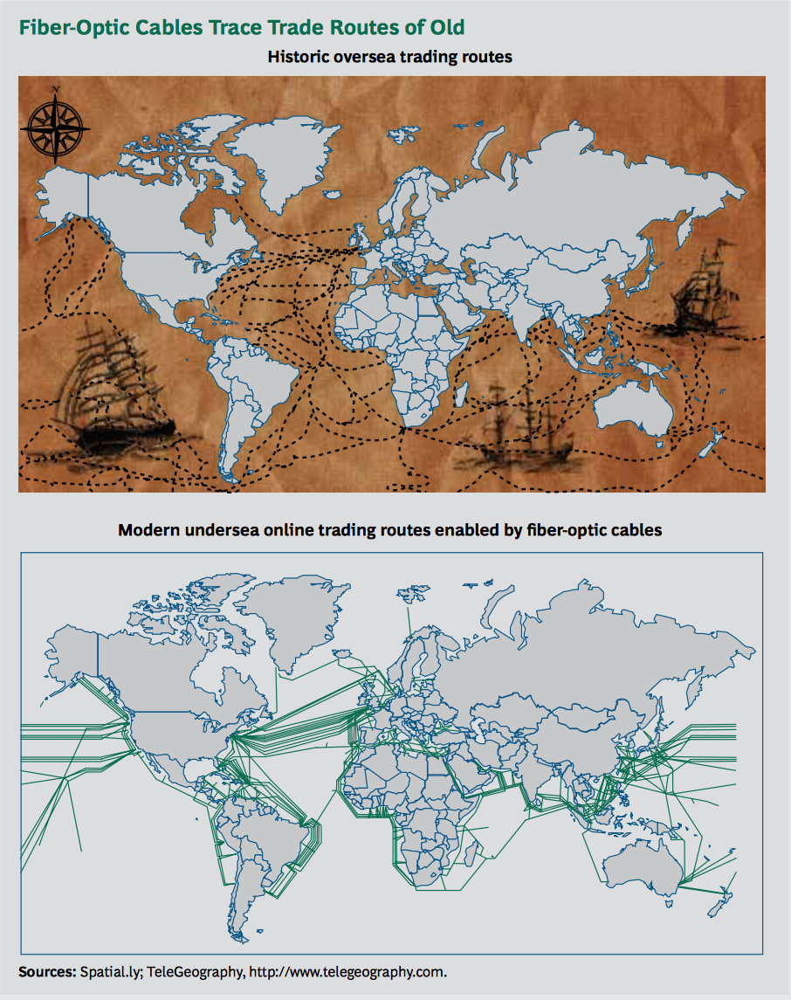 Fiber-Optic Cables Trace Trade Routes of Old
Historic oversea trading routes
N
Modern undersea online trading routes enabled by fiber-optic cables
Sources: Spatial.ly; TeleGeography, http://www.telegeography.com.